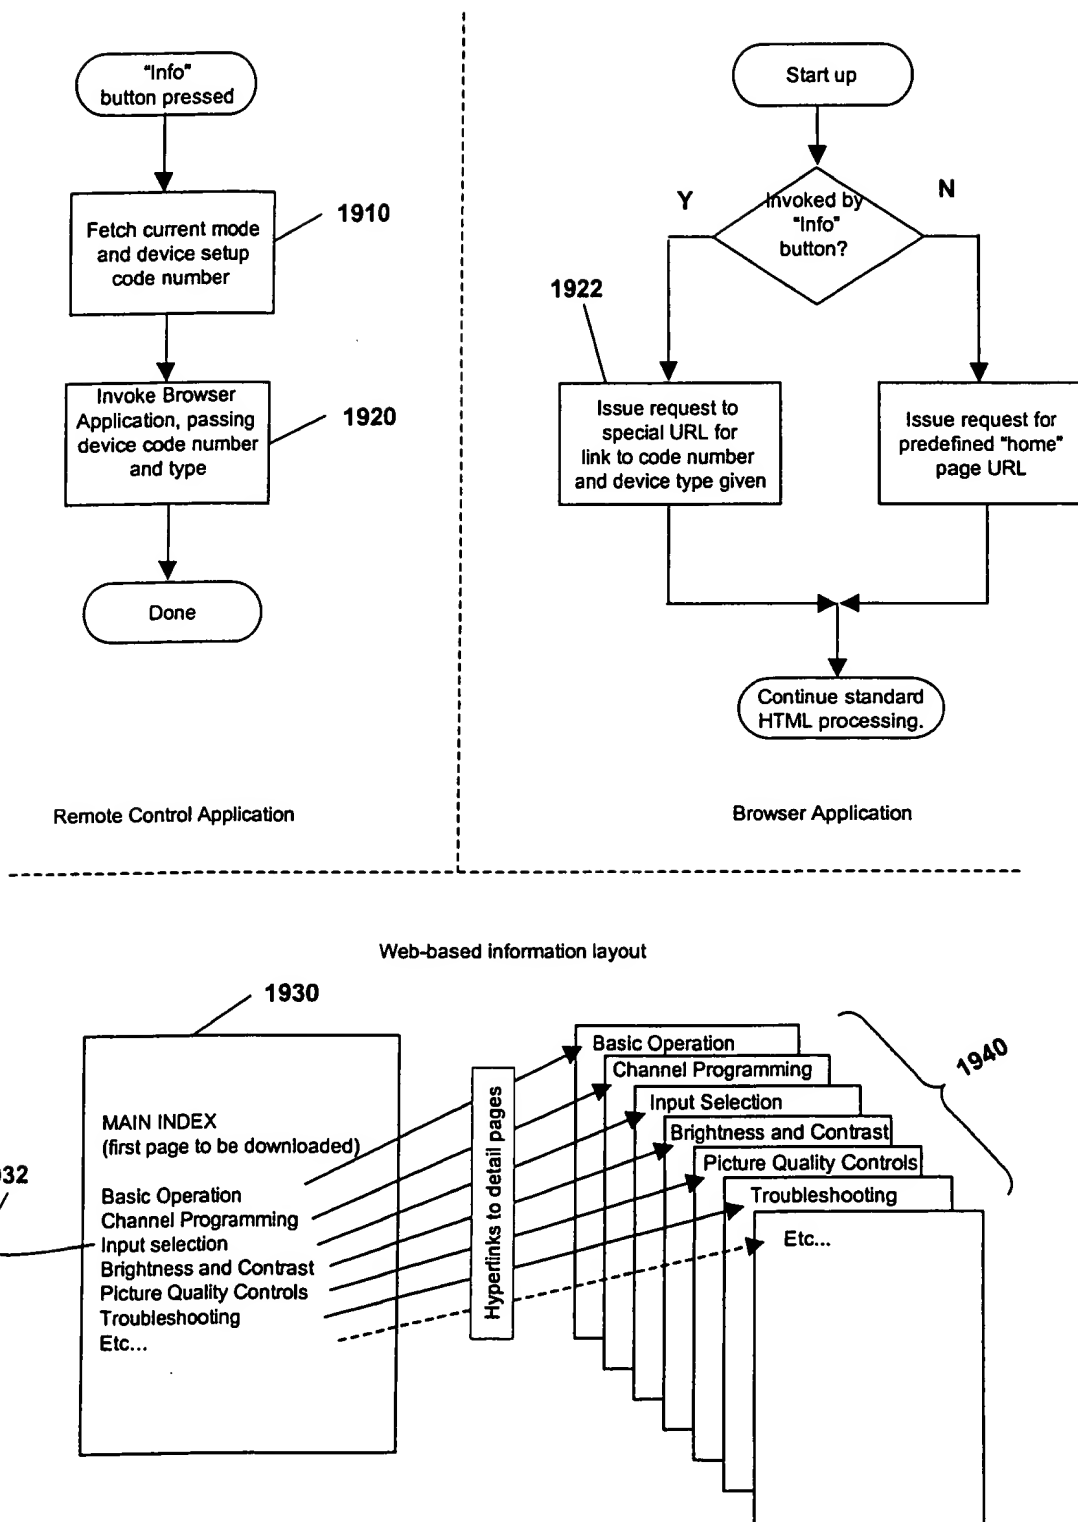 "Info"
button pressed
Fetch current mode
and device setup
code number
1910
Invoke Browser
Application, passing
device code number
and type
1920
Done
Remote Control Application
Start up
Invoked by
"Info"
button?
Y
N
1922
Issue request to
special URL for
link to code number
and device type given
Issue request for
predefined "home"
page URL
Continue standard
HTML processing.
Browser Application
Web-based information layout
1930
MAIN INDEX
(first page to be downloaded)
Basic Operation
Channel Programming
Input selection
Brightness and Contrast
Picture Quality Controls
Troubleshooting
Etc...
Hyperlinks to detail pages
Basic Operation
Channel Programming
Input Selection
Brightness and Contrast
Picture Quality Controls
Troubleshooting
Etc...
1940